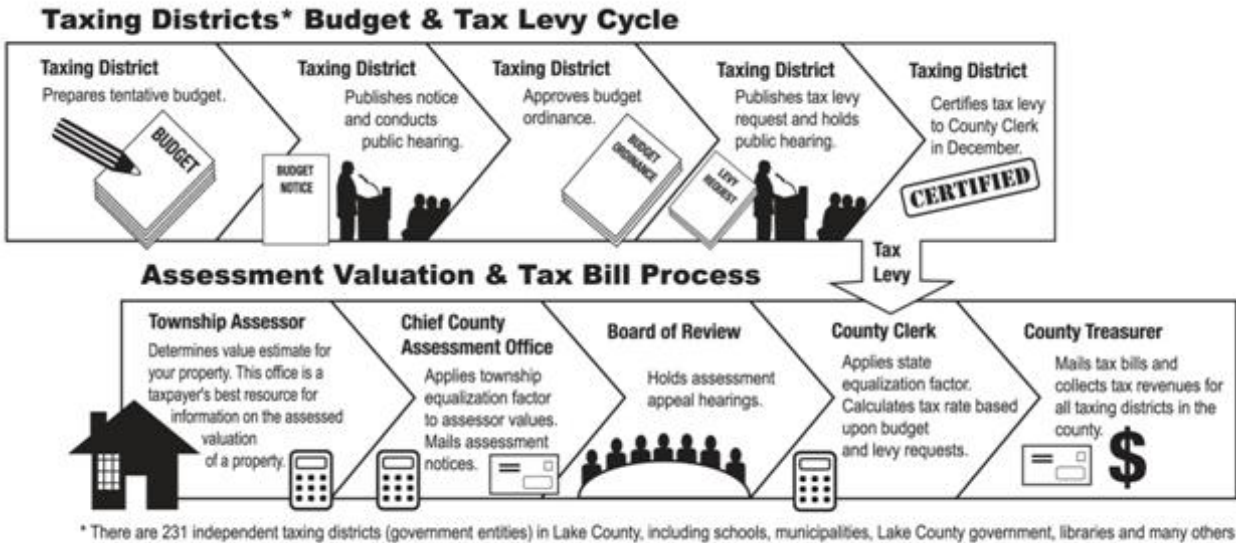 Taxing Districts* Budget & Tax Levy Cycle
Taxing District
Prepares tentative budget.
BUDGET
Taxing District
Publishes notice
and conducts
public hearing.
BUDGET
NOTICE
Taxing District
Approves budget
ordinance.
BUDGET
ORDINANCE
Taxing District
Publishes tax levy
request and holds
public hearing.
LEVY
REQUEST
Taxing District
Certifies tax levy
to County Clerk
in December.
CERTIFIED
Tax
Levy
Assessment Valuation & Tax Bill Process
Township Assessor
Determines value estimate for
your property. This office is a
taxpayer's best resource for
information on the assessed
valuation
of a property.
Chief County
Assessment Office
Applies township
equalization factor
to assessor values.
Mails assessment
notices.
Board of Review
Holds assessment
appeal hearings.
County Clerk
Applies state
equalization factor.
Calculates tax rate based
upon budget
and levy requests.
County Treasurer
Mails tax bills and
collects tax revenues for
all taxing districts in the
county.
$
* There are 231 independent taxing districts (government entities) in Lake County, including schools, municipalities, Lake County government, libraries and many others